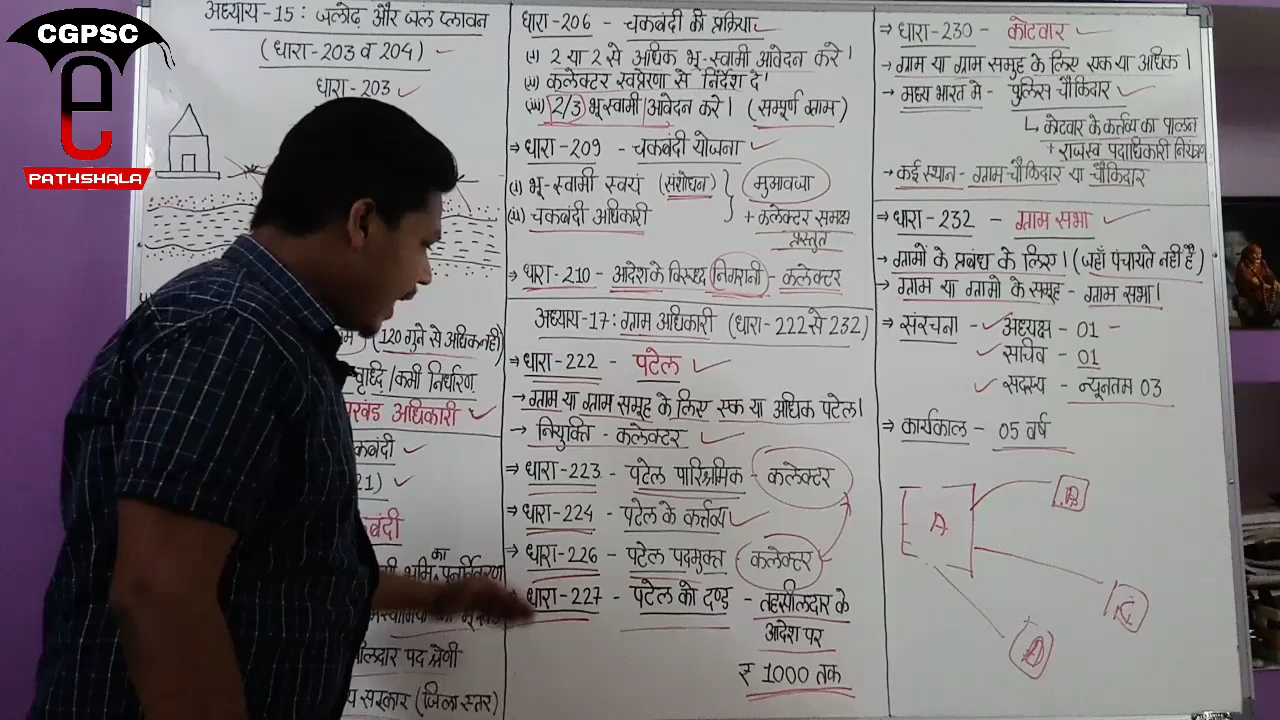 CGPSC
PATHSHALA
अध्याय-15: जलोढ़ और जल प्लावन
(धारा-203 व 204)
धारा-203
(120 गुने से अधिक नहीं)
वृद्धि/कमी निर्धारण
अधिकारी
21)
का
भूमि पुनर्वितरण
पद श्रेणी
सरकार (जिला स्तर)
धारा-206 - चकबंदी की प्रक्रिया
(i) 2 या 2 से अधिक भू-स्वामी आवेदन करे।
(ii) कलेक्टर स्वप्रेरणा से निर्देश दे।
(iii) 2/3 भू-स्वामी आवेदन करे। (सम्पूर्ण ग्राम)
⇒ धारा-209 - चकबंदी योजना
(i) भू-स्वामी स्वयं (संशोधन) } मुआवजा
(ii) चकबंदी अधिकारी + कलेक्टर समक्ष
प्रस्तुत
⇒ धारा-210 - आदेश के विरुद्ध निगरानी - कलेक्टर
अध्याय-17: ग्राम अधिकारी (धारा-222 से 232)
⇒ धारा-222 - पटेल
→ ग्राम या ग्राम समूह के लिए एक या अधिक पटेल।
→ नियुक्ति - कलेक्टर
⇒ धारा-223 - पटेल पारिश्रमिक - कलेक्टर
⇒ धारा-224 - पटेल के कर्त्तव्य
⇒ धारा-226 - पटेल पदमुक्त - कलेक्टर
⇒ धारा-227 - पटेल को दण्ड - तहसीलदार के
आदेश पर
₹ 1000 तक
⇒ धारा-230 - कोटवार
→ ग्राम या ग्राम समूह के लिए एक या अधिक।
→ मध्य भारत मे - पुलिस चौकिदार
↳ कोटवार के कर्त्तव्य का पालन
+ राजस्व पदाधिकारी नियंत्रण
→ कई स्थान - ग्राम चौकिदार या चौकिदार
⇒ धारा-232 - ग्राम सभा
⇒ ग्रामों के प्रबंध के लिए। (जहाँ पंचायते नहीं है)
⇒ ग्राम या ग्रामो के समूह - ग्राम सभा।
⇒ संरचना - अध्यक्ष - 01
सचिव - 01
सदस्य - न्यूनतम 03
⇒ कार्यकाल - 05 वर्ष
A
B
C
D